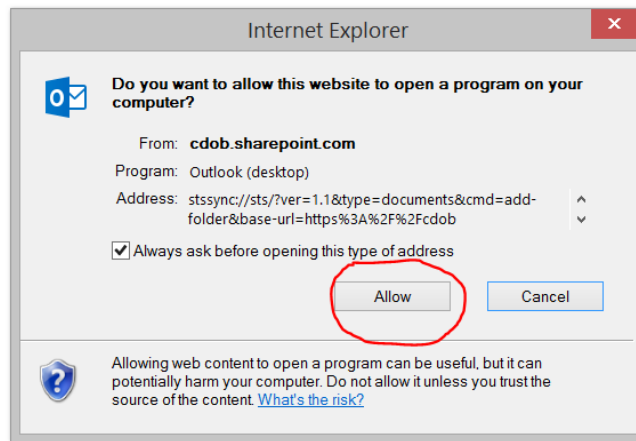 Internet Explorer
Do you want to allow this website to open a program on your
computer?
From: cdob.sharepoint.com
Program: Outlook (desktop)
Address: stssync://sts/?ver=1.1&type=documents&cmd=add-
folder&base-url=https%3A%2F%2Fcdob
Always ask before opening this type of address
Allow Cancel
Allowing web content to open a program can be useful, but it can
potentially harm your computer. Do not allow it unless you trust the
source of the content. What's the risk?